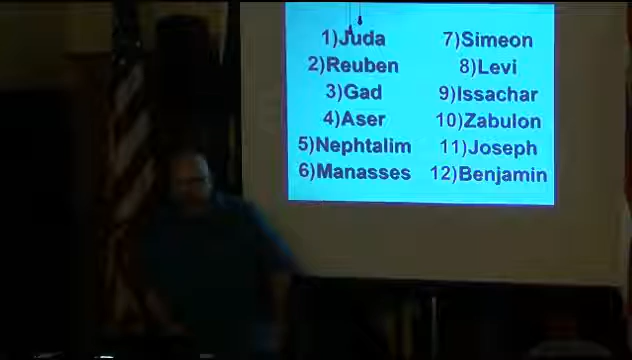 1)Juda
2)Reuben
3)Gad
4)Aser
5)Nephtalim
6)Manasses
7)Simeon
8)Levi
9)Issachar
10)Zabulon
11)Joseph
12)Benjamin